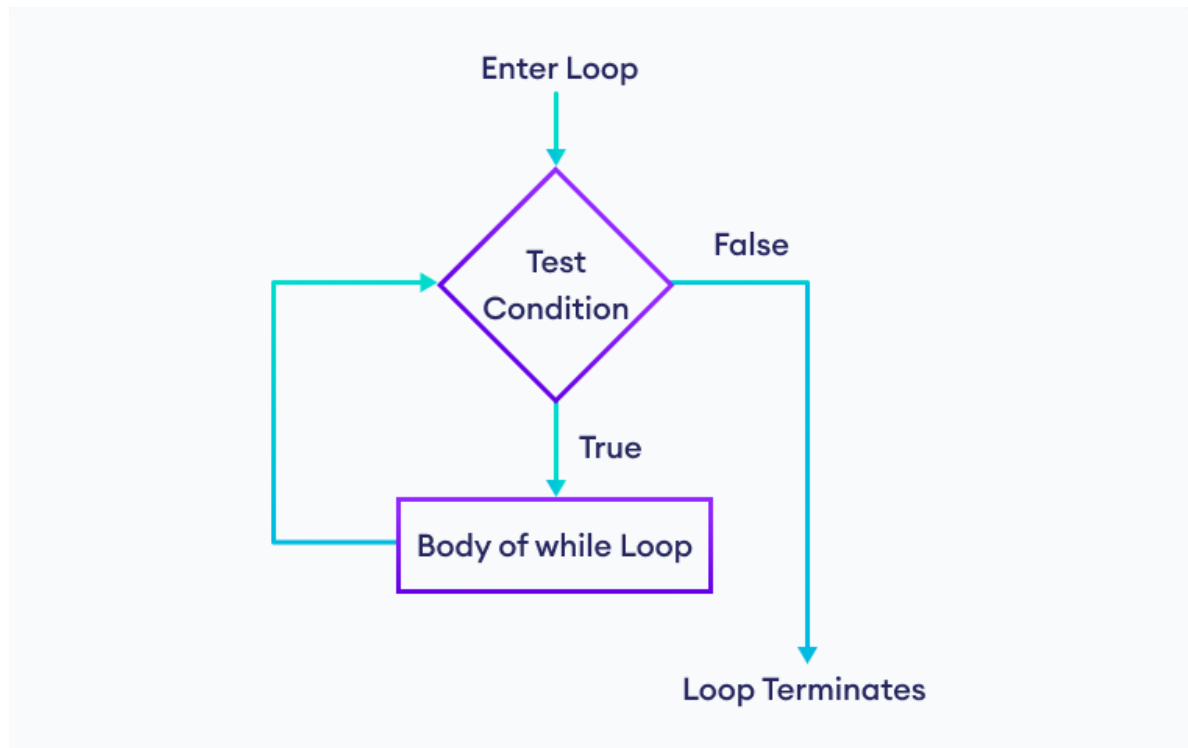 Enter Loop
False
Test
Condition
True
Body of while Loop
Loop Terminates